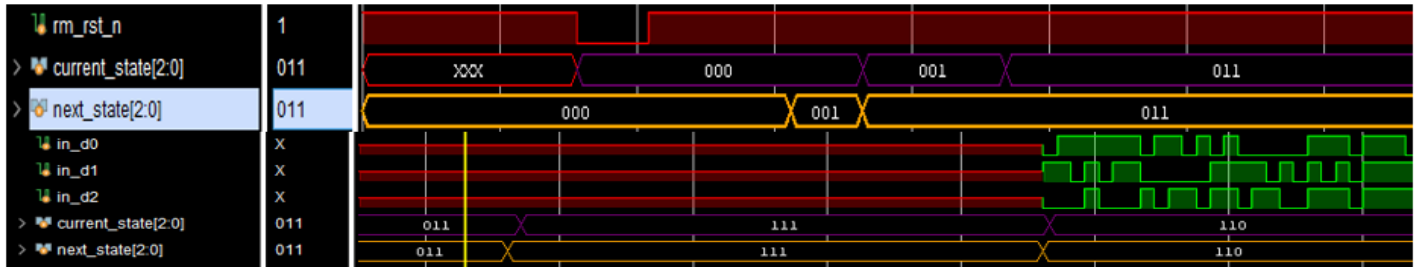 rm_rst_n 1
> current_state[2:0] 011 XXX 000 001 011
> next_state[2:0] 011 000 001 011
in_d0 X
in_d1 X
in_d2 X
> current_state[2:0] 011 011 111 110
> next_state[2:0] 011 011 111 110